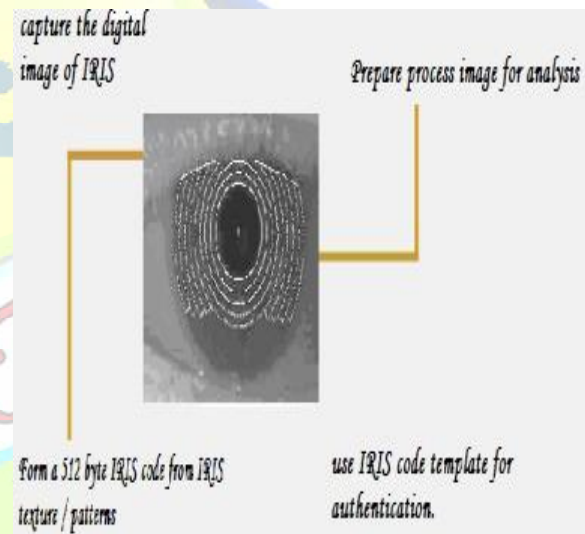 capture the digital
image of IRIS
Prepare process image for analysis
Form a 512 byte IRIS code from IRIS
texture / patterns
use IRIS code template for
authentication.